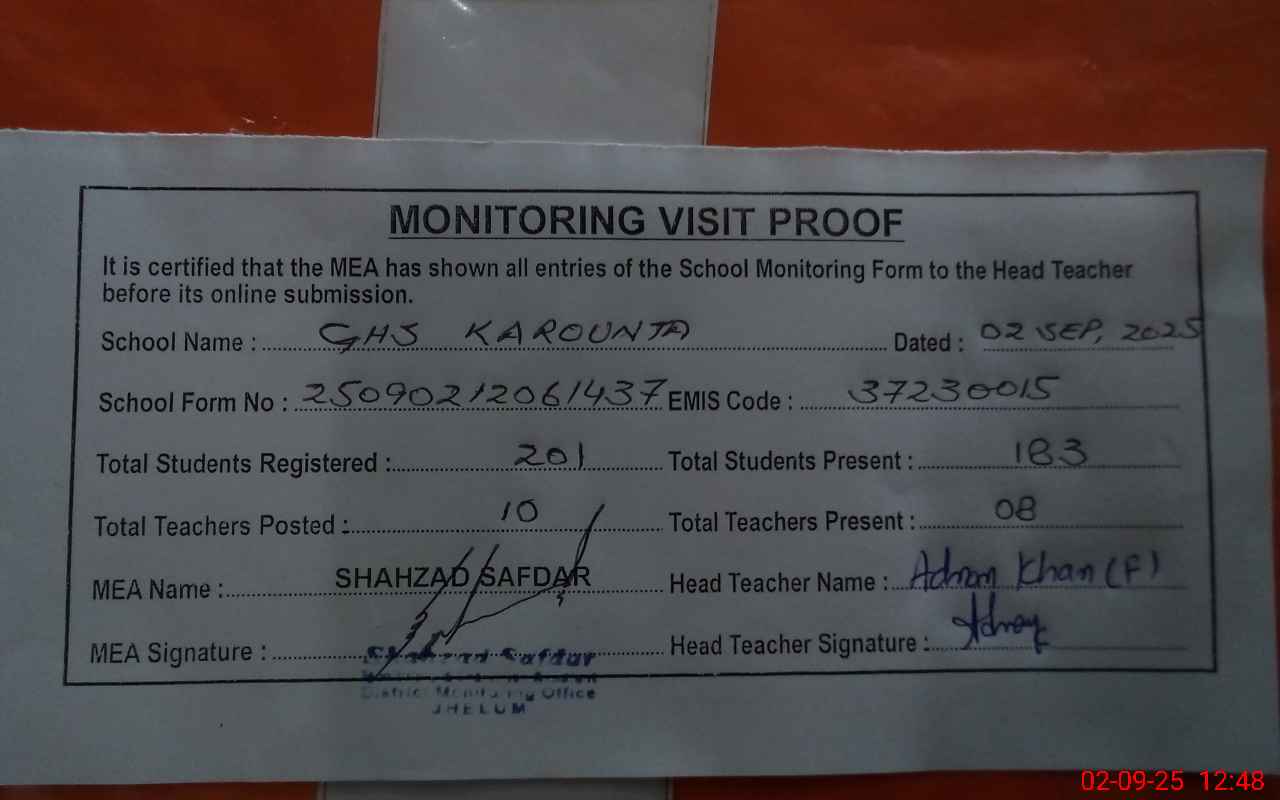 MONITORING VISIT PROOF
It is certified that the MEA has shown all entries of the School Monitoring Form to the Head Teacher
before its online submission.
School Name : GHS KAROUNTA Dated : 02 SEP, 2025
School Form No : 25090212061437 EMIS Code : 37230015
Total Students Registered : 201 Total Students Present : 183
Total Teachers Posted : 10 Total Teachers Present : 08
MEA Name : SHAHZAD SAFDAR Head Teacher Name : Adnan Khan (F)
MEA Signature : Head Teacher Signature :
Shahzad Safdar
District Monitoring Office
JHELUM
02-09-25 12:48